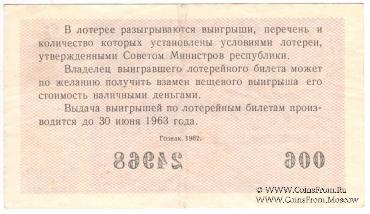 В лотерее разыгрываются выигрыши, перечень и
количество которых установлены условиями лотереи,
утвержденными Советом Министров республики.
Владелец выигравшего лотерейного билета может
по желанию получить взамен вещевого выигрыша его
стоимость наличными деньгами.
Выдача выигрышей по лотерейным билетам произ-
водится до 30 июня 1963 года.
Гознак. 1962.
24968 006
© CoinsFrom.Ru
www.CoinsFrom.Moscow